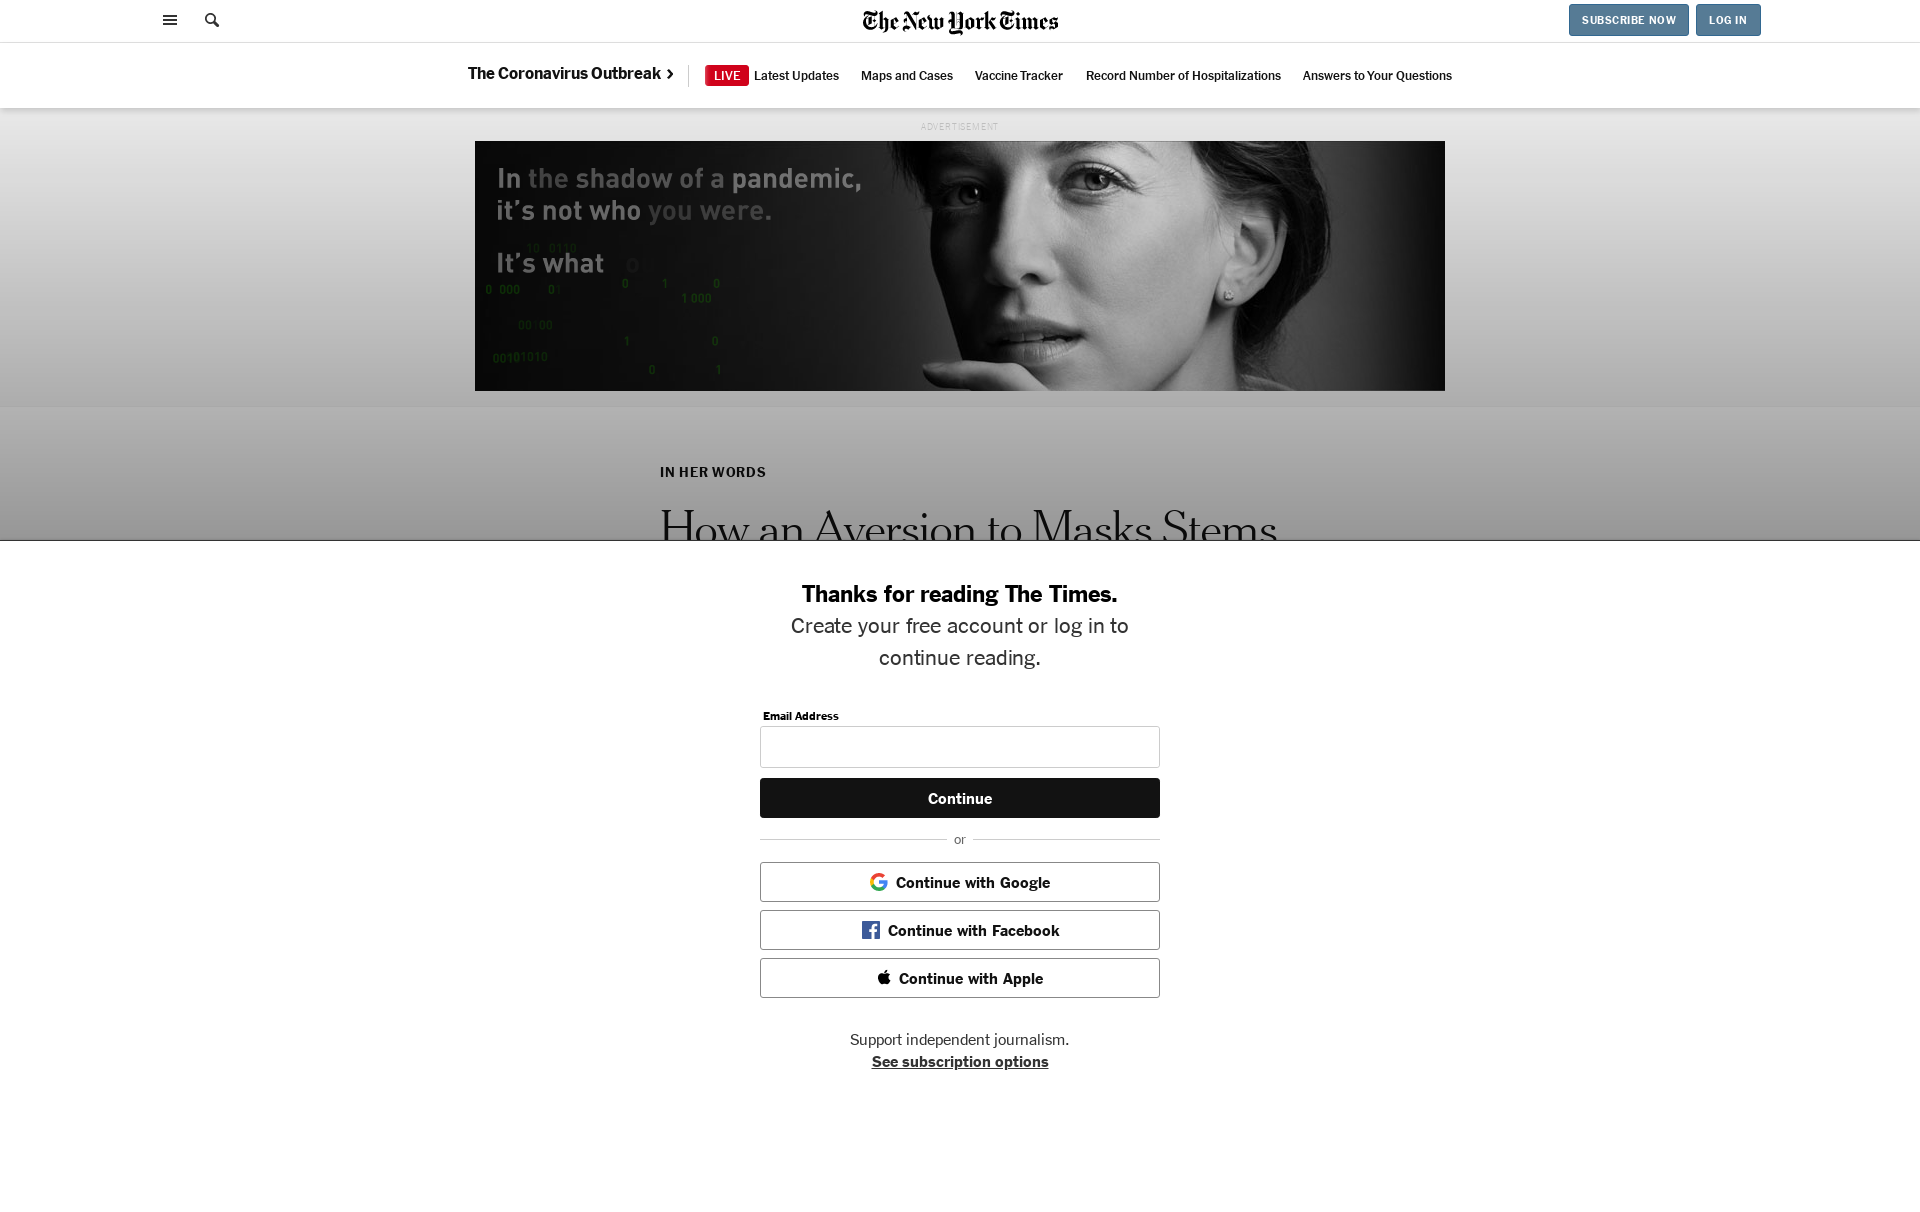 The New York Times
SUBSCRIBE NOW
LOG IN
The Coronavirus Outbreak
LIVE Latest Updates
Maps and Cases
Vaccine Tracker
Record Number of Hospitalizations
Answers to Your Questions
ADVERTISEMENT
In the shadow of a pandemic,
it's not who you were.
It's what
IN HER WORDS
How an Aversion to Masks Stems
Thanks for reading The Times.
Create your free account or log in to
continue reading.
Email Address
Continue
or
Continue with Google
Continue with Facebook
Continue with Apple
Support independent journalism.
See subscription options